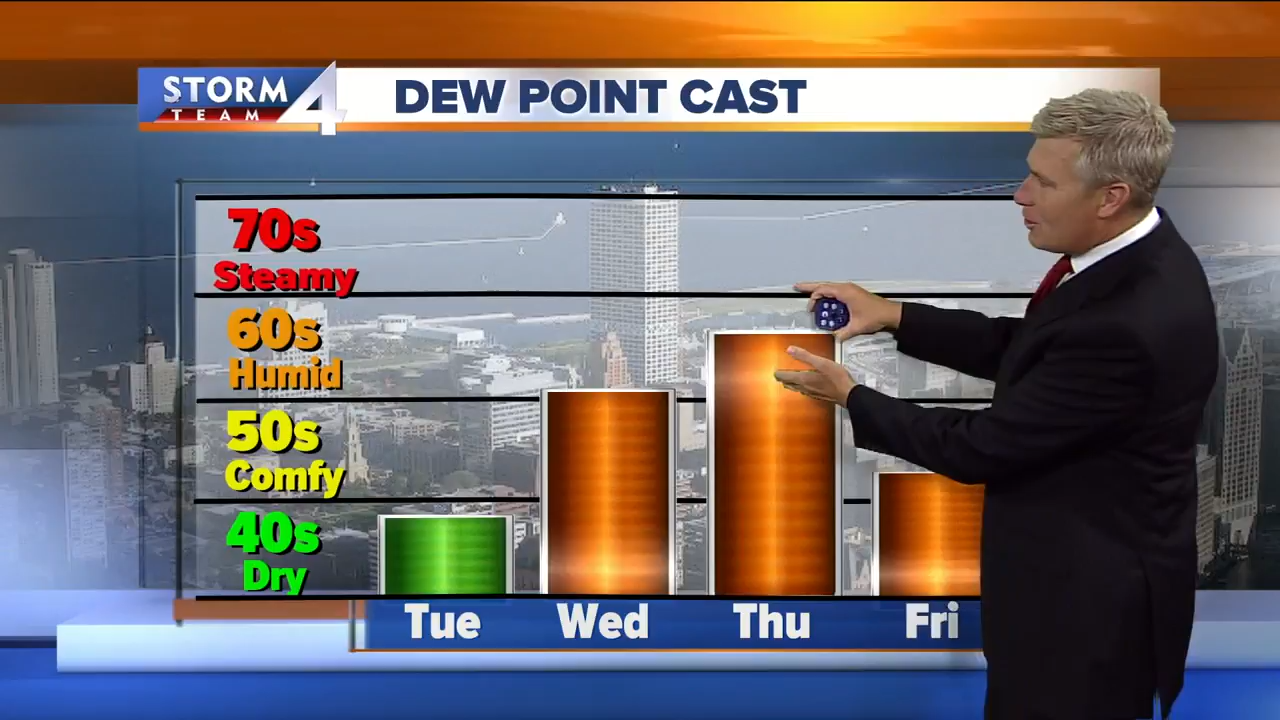 STORM
TEAM
4
DEW POINT CAST
70s
Steamy
60s
Humid
50s
Comfy
40s
Dry
Tue Wed Thu Fri